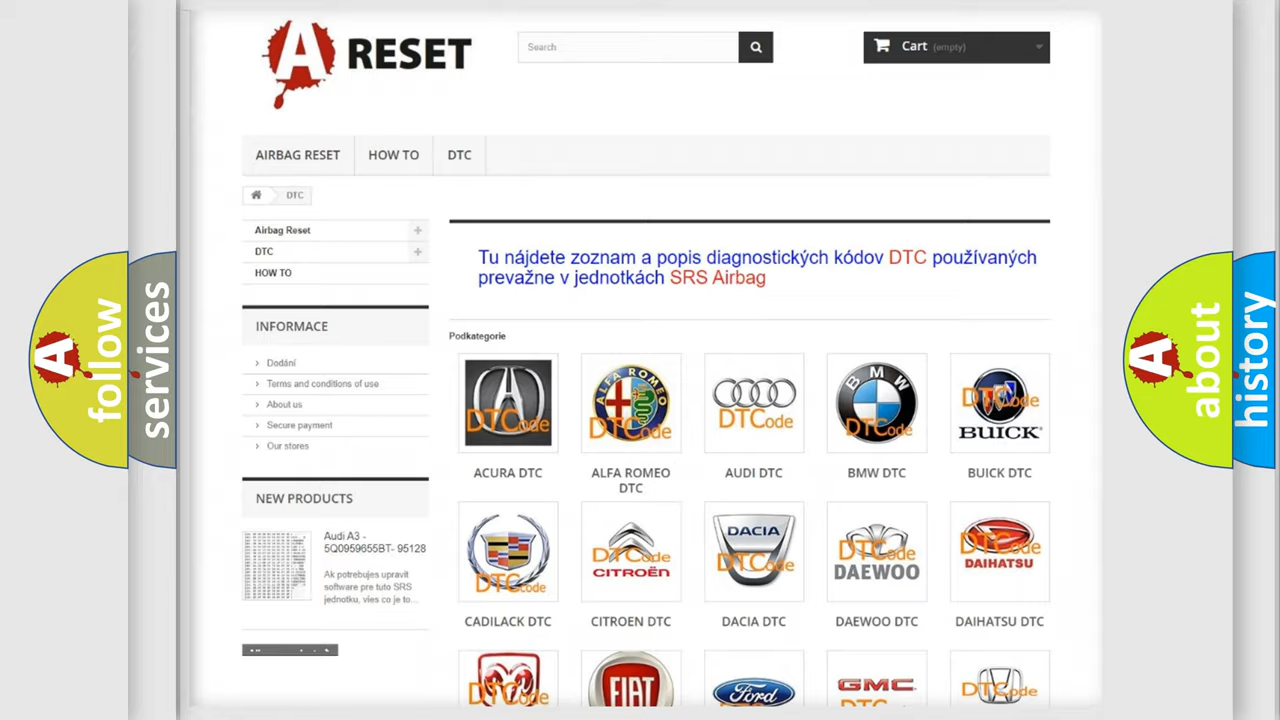 A RESET
Search
Cart (empty)
AIRBAG RESET
HOW TO
DTC
DTC
Airbag Reset
DTC
HOW TO
Tu nájdete zoznam a popis diagnostických kódov DTC používaných
prevažne v jednotkách SRS Airbag
INFORMACE
Dodání
Terms and conditions of use
About us
Secure payment
Our stores
Podkategorie
DTCode
ALFA ROMEO
DTCode
DTCode
BMW
DTCode
DTCode
BUICK
ACURA DTC
ALFA ROMEO
DTC
AUDI DTC
BMW DTC
BUICK DTC
NEW PRODUCTS
Audi A3 -
5Q0959655BT- 95128
Ak potrebujes upravit
software pre tuto SRS
jednotku, vies co je to...
DTCode
DTCode
CITROËN
DACIA
DTCode
DTCode
DAEWOO
DTCode
DAIHATSU
CADILACK DTC
CITROEN DTC
DACIA DTC
DAEWOO DTC
DAIHATSU DTC
DTCode
FIAT
Ford
GMC
DTCode
A follow
services
A about
history